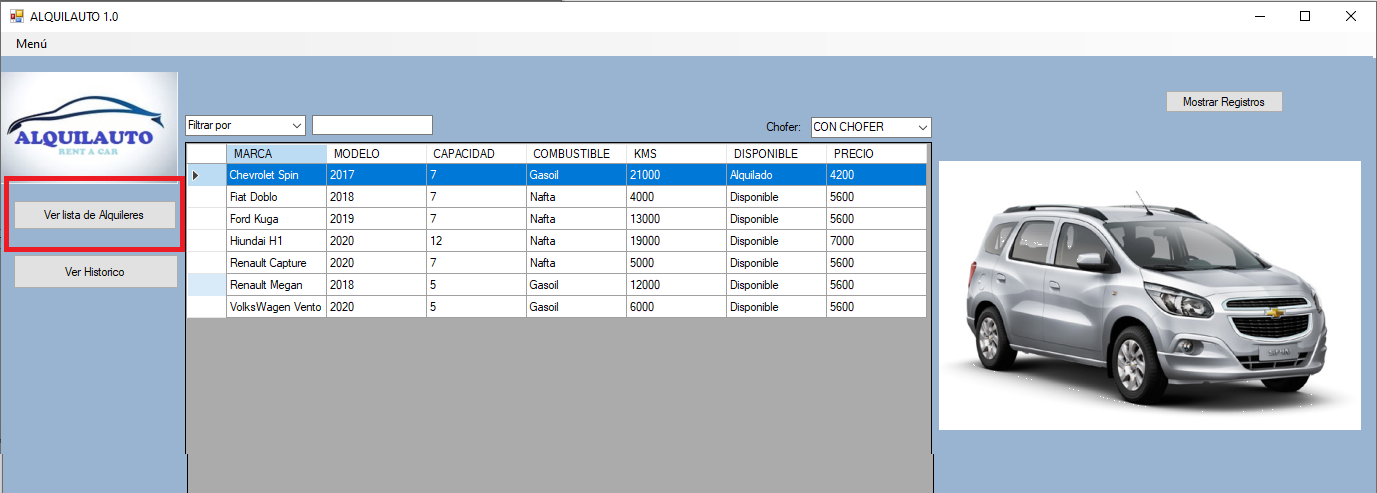 ALQUILAUTO 1.0
Menú
ALQUILAUTO
RENT A CAR
Mostrar Registros
Filtrar por
Chofer: CON CHOFER
MARCA MODELO CAPACIDAD COMBUSTIBLE KMS DISPONIBLE PRECIO
Chevrolet Spin 2017 7 Gasoil 21000 Alquilado 4200
Fiat Doblo 2018 7 Nafta 4000 Disponible 5600
Ford Kuga 2019 7 Nafta 13000 Disponible 5600
Hiundai H1 2020 12 Nafta 19000 Disponible 7000
Renault Capture 2020 7 Nafta 5000 Disponible 5600
Renault Megan 2018 5 Gasoil 12000 Disponible 5600
VolksWagen Vento 2020 5 Gasoil 6000 Disponible 5600
Ver lista de Alquileres
Ver Historico